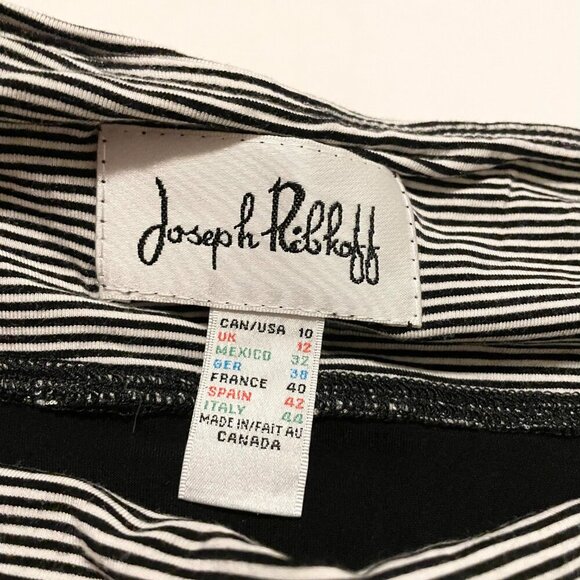 Joseph Ribkoff
CAN/USA 10
UK 12
MEXICO 32
GER 38
FRANCE 40
SPAIN 42
ITALY 44
MADE IN/FAIT AU
CANADA